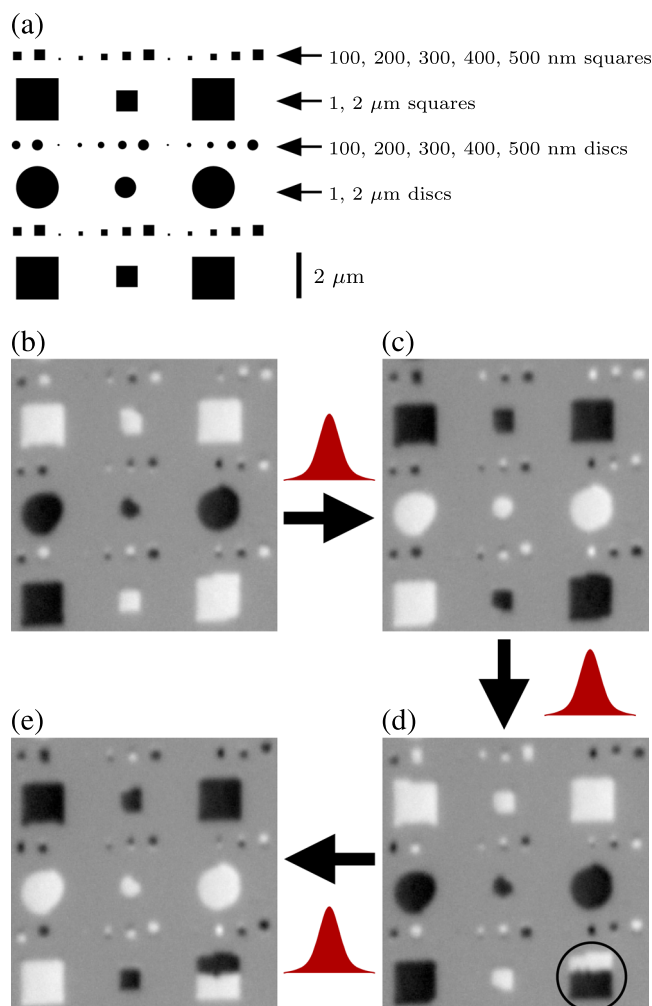 (a)
100, 200, 300, 400, 500 nm squares
1, 2 μm squares
100, 200, 300, 400, 500 nm discs
1, 2 μm discs
2 μm
(b)
(c)
(e)
(d)